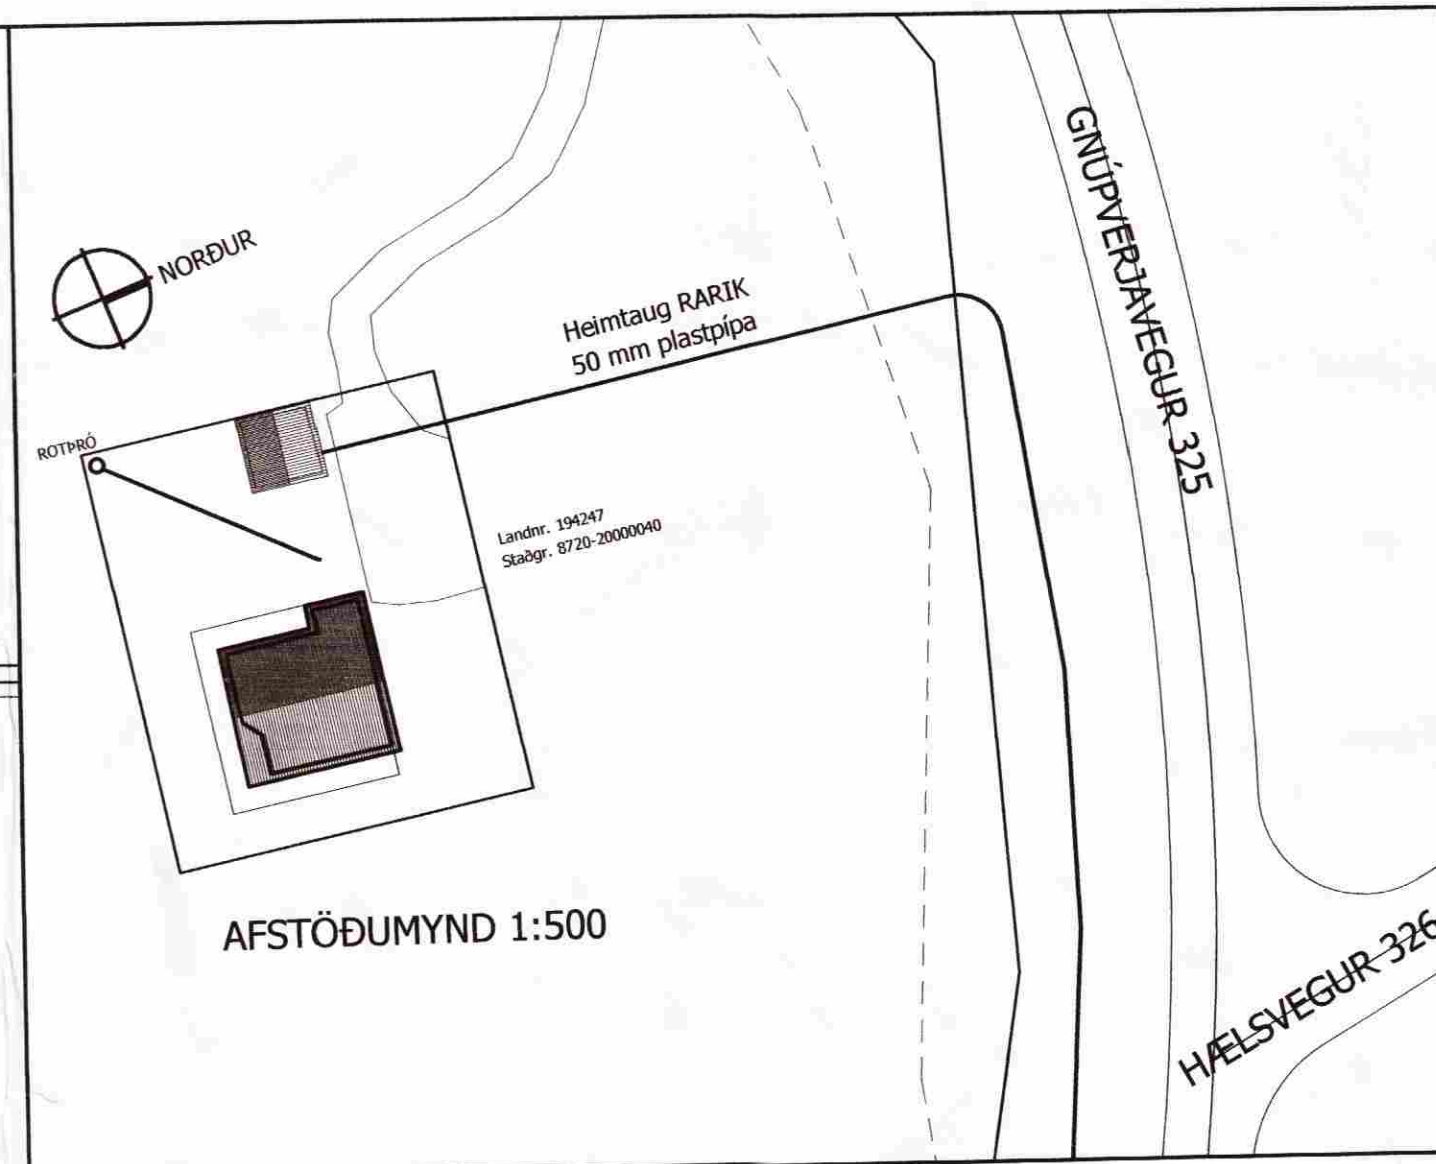 GNÚPVERJAVEGUR 325
NORÐUR
Heimtaug RARIK
50 mm plastpípa
ROTÞRÓ
Landnr. 194247
Staðgr. 8720-20000040
AFSTÖÐUMYND 1:500
HÆLSVEGUR 326